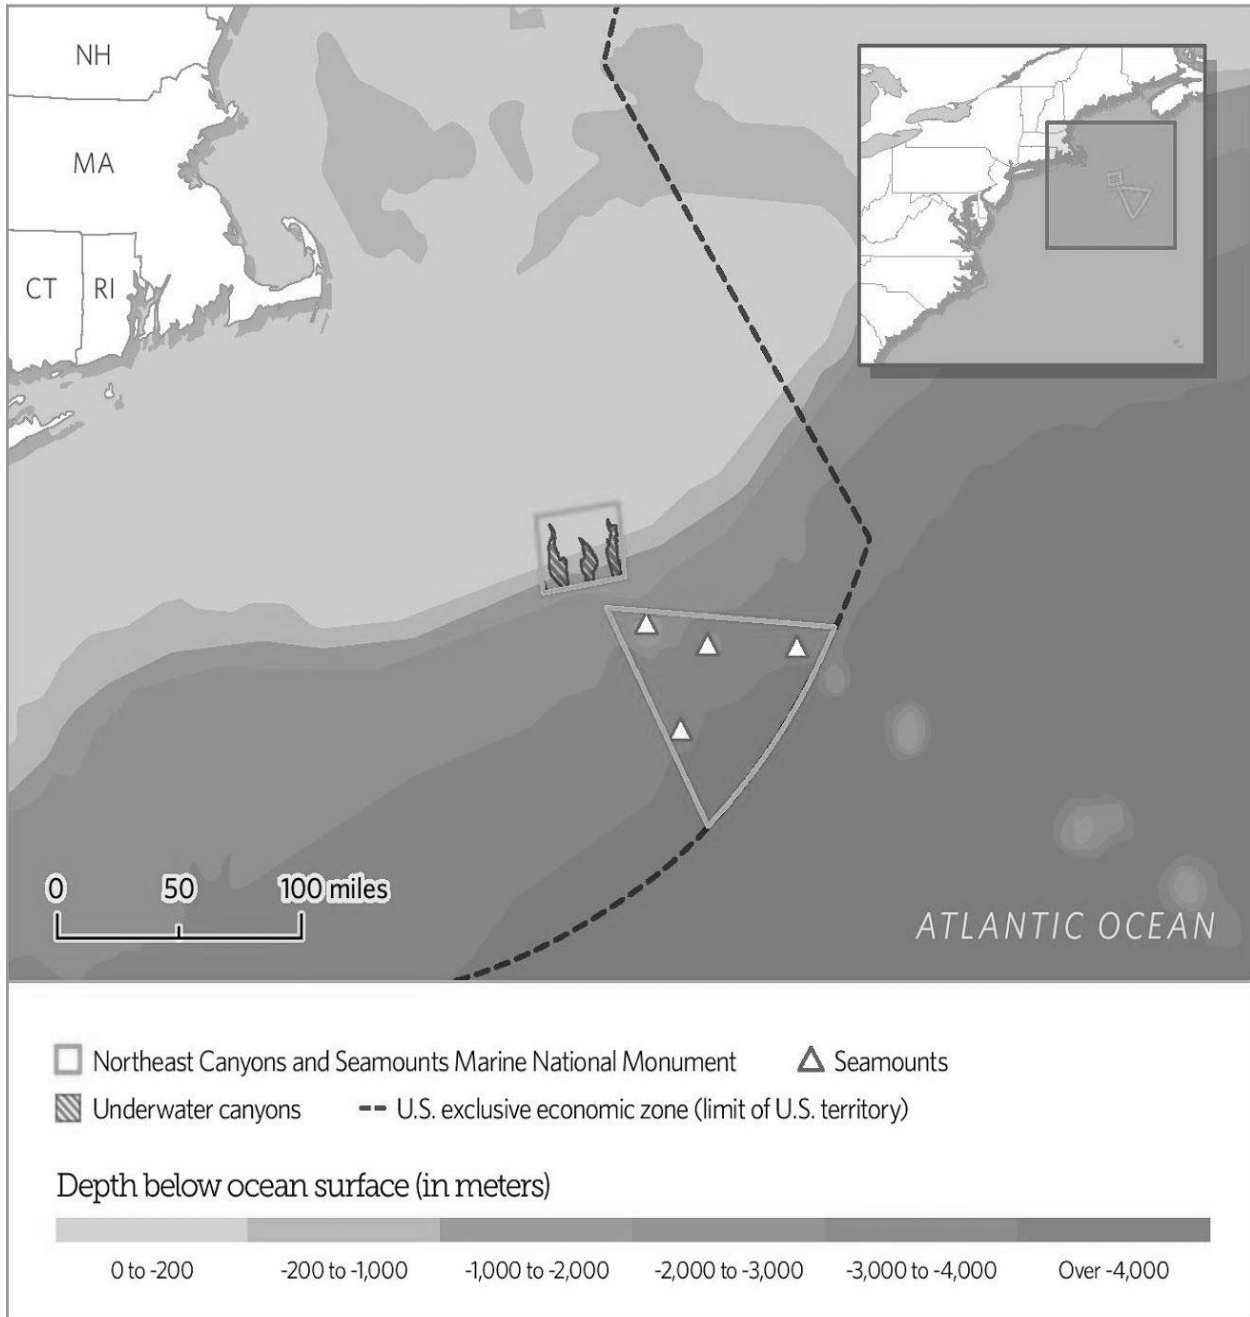 NH
MA
CT
RI
0 50 100 miles
ATLANTIC OCEAN
Northeast Canyons and Seamounts Marine National Monument
Seamounts
Underwater canyons
U.S. exclusive economic zone (limit of U.S. territory)
Depth below ocean surface (in meters)
0 to -200
-200 to -1,000
-1,000 to -2,000
-2,000 to -3,000
-3,000 to -4,000
Over -4,000